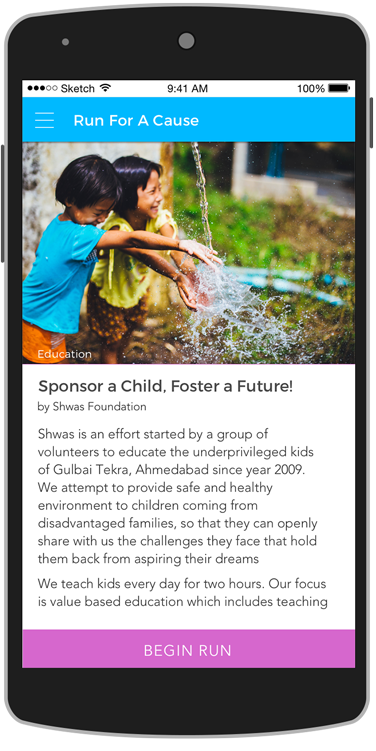 Sketch 9:41 AM 100%
Run For A Cause
Education
Sponsor a Child, Foster a Future!
by Shwas Foundation
Shwas is an effort started by a group of
volunteers to educate the underprivileged kids
of Gulbai Tekra, Ahmedabad since year 2009.
We attempt to provide safe and healthy
environment to children coming from
disadvantaged families, so that they can openly
share with us the challenges they face that hold
them back from aspiring their dreams
We teach kids every day for two hours. Our focus
is value based education which includes teaching
BEGIN RUN